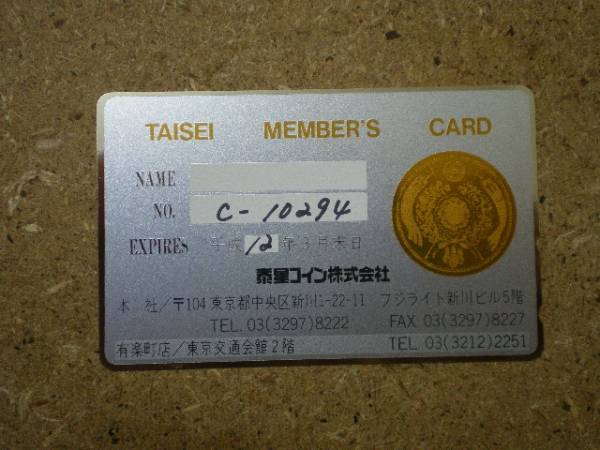 TAISEI MEMBER'S CARD
NAME
NO. C-10294
EXPIRES 平成12年3月末日
泰星コイン株式会社
本 社/〒104 東京都中央区新川1-22-11 フジライト新川ビル5階
TEL. 03(3297)8222 FAX. 03(3297)8227
有楽町店/東京交通会館2階 TEL. 03(3212)2251